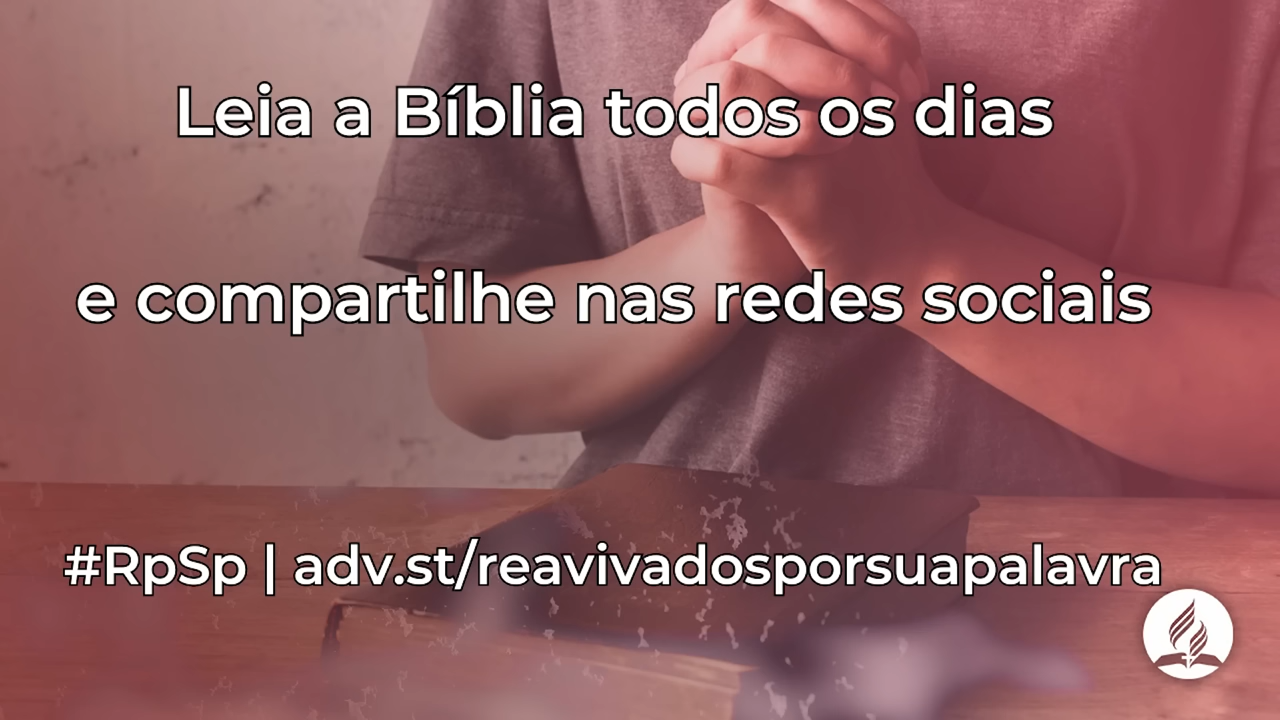 Leia a Bíblia todos os dias
e compartilhe nas redes sociais
#RpSp | adv.st/reavivadosporsuapalavra